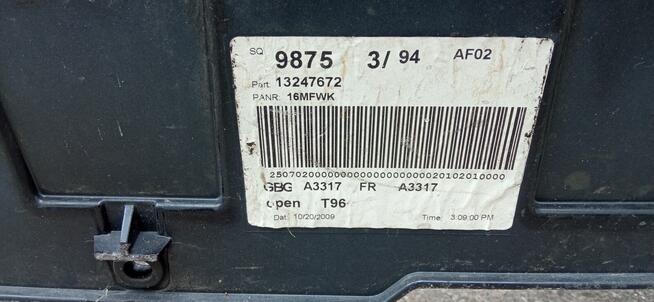 SQ 9875 3/ 94 AF02
Part: 13247672
PANR. 16MFWK
25070200000000000000000000020102010000
GBG A3317 FR A3317
open T96
Dat: 10/20/2009 Time: 3:09:00 PM